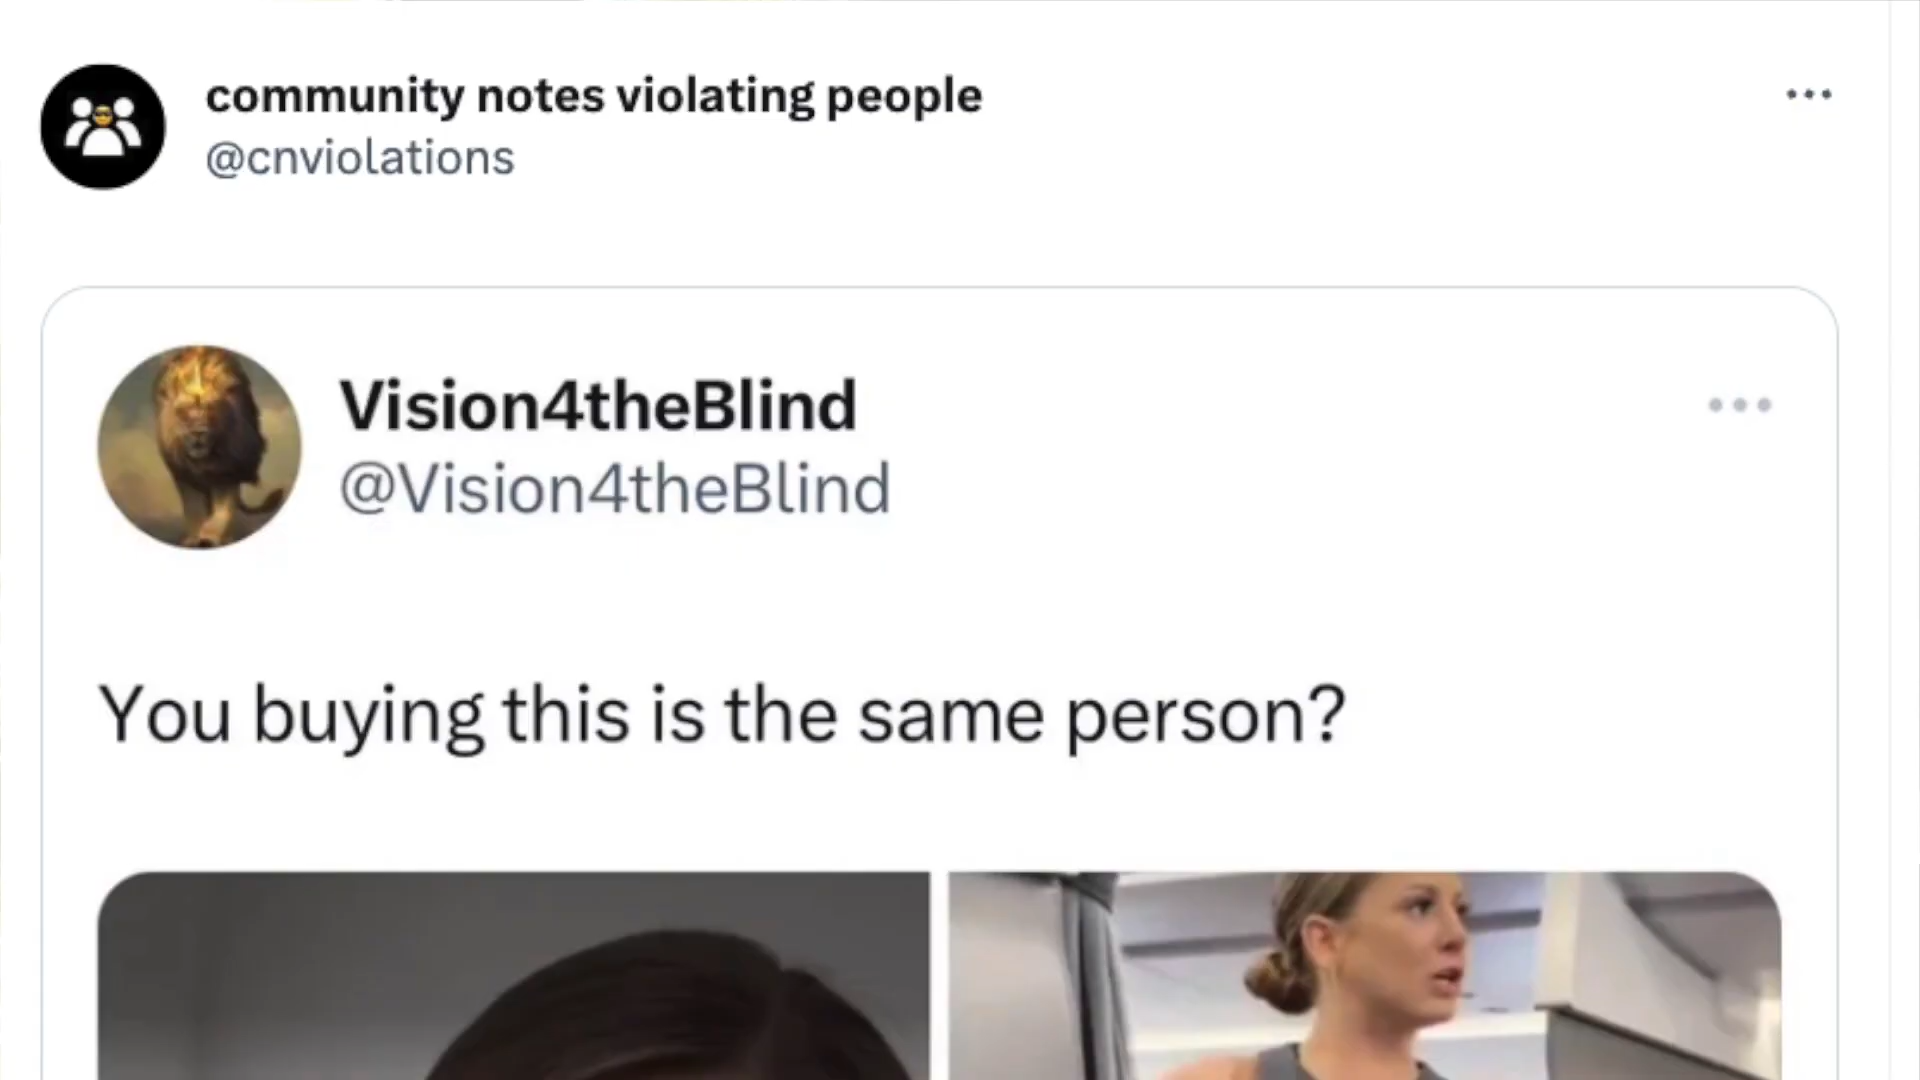 community notes violating people
@cnviolations
Vision4theBlind
@Vision4theBlind
You buying this is the same person?